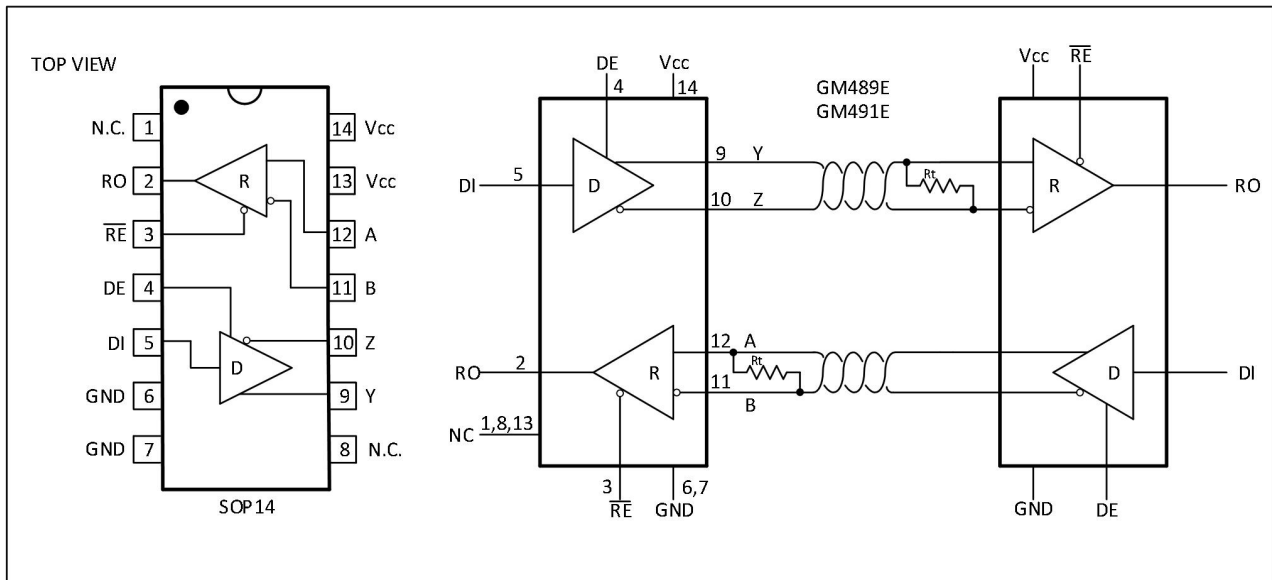 TOP VIEW
N.C. 1
14 Vcc
RO 2
R
13 Vcc
RE 3
12 A
DE 4
11 B
DI 5
D
10 Z
GND 6
9 Y
GND 7
8 N.C.
SOP14
DE
4
Vcc
14
GM489E
GM491E
Vcc
RE
DI 5
D
9 Y
10 Z
Rt
R
RO
RO 2
R
12 A
Rt
11
B
D
DI
NC 1,8,13
3
RE
6,7
GND
GND
DE